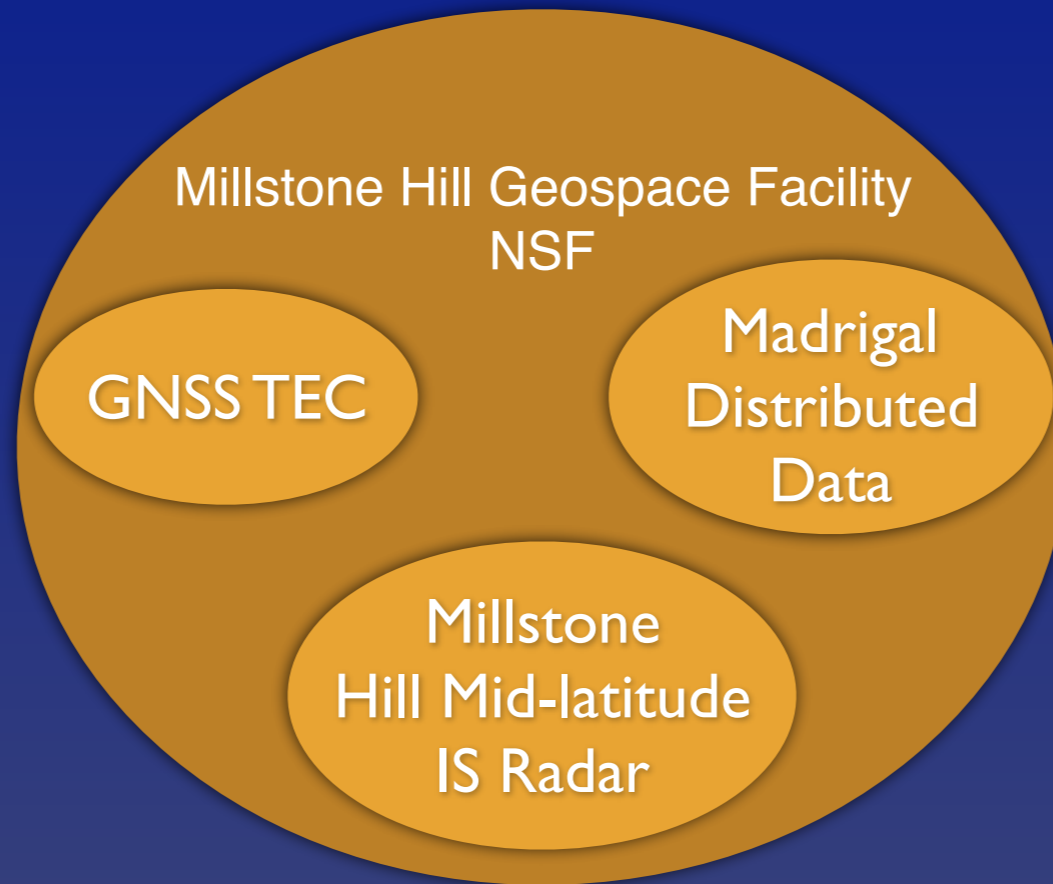 Millstone Hill Geospace Facility
NSF
GNSS TEC
Madrigal
Distributed
Data
Millstone
Hill Mid-latitude
IS Radar